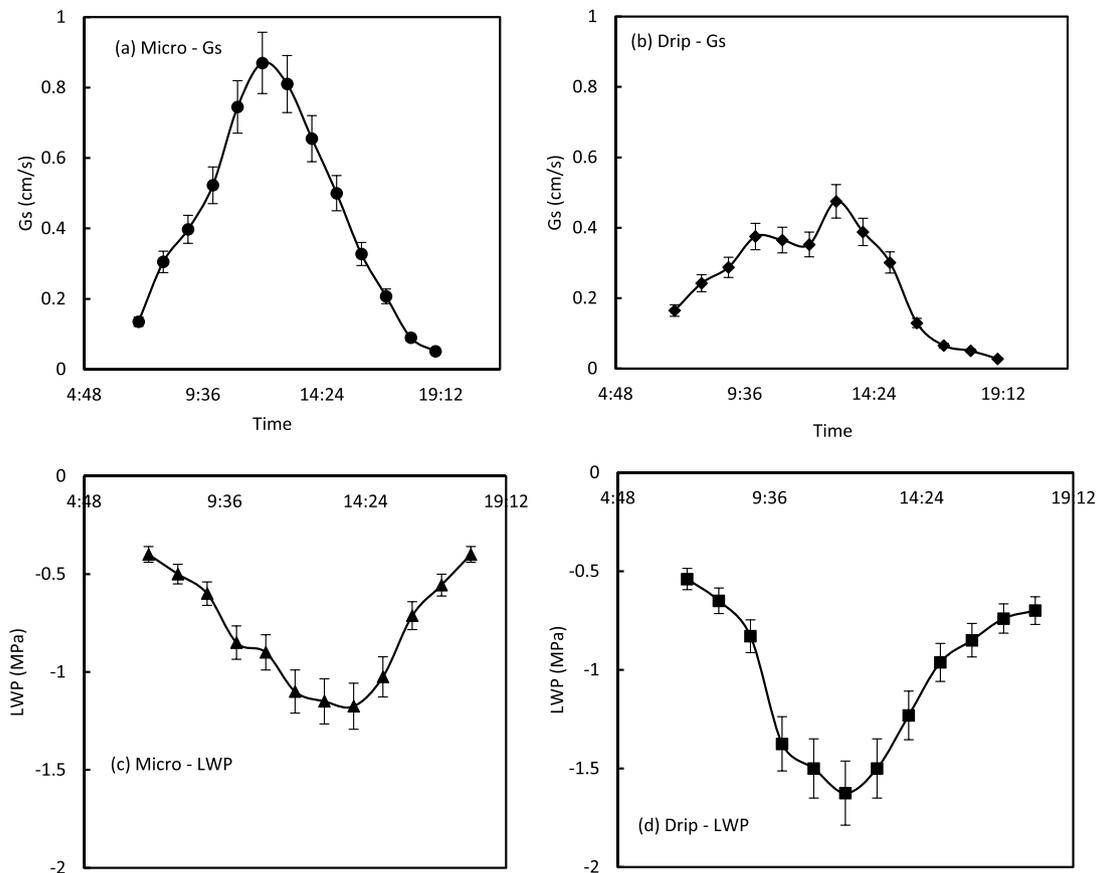 (a) Micro - Gs
Gs (cm/s)
1
0.8
0.6
0.4
0.2
0
4:48 9:36 14:24 19:12
Time
(b) Drip - Gs
Gs (cm/s)
1
0.8
0.6
0.4
0.2
0
4:48 9:36 14:24 19:12
Time
(c) Micro - LWP
LWP (MPa)
0
4:48 9:36 14:24 19:12
-0.5
-1
-1.5
-2
(d) Drip - LWP
LWP (MPa)
0
4:48 9:36 14:24 19:12
-0.5
-1
-1.5
-2